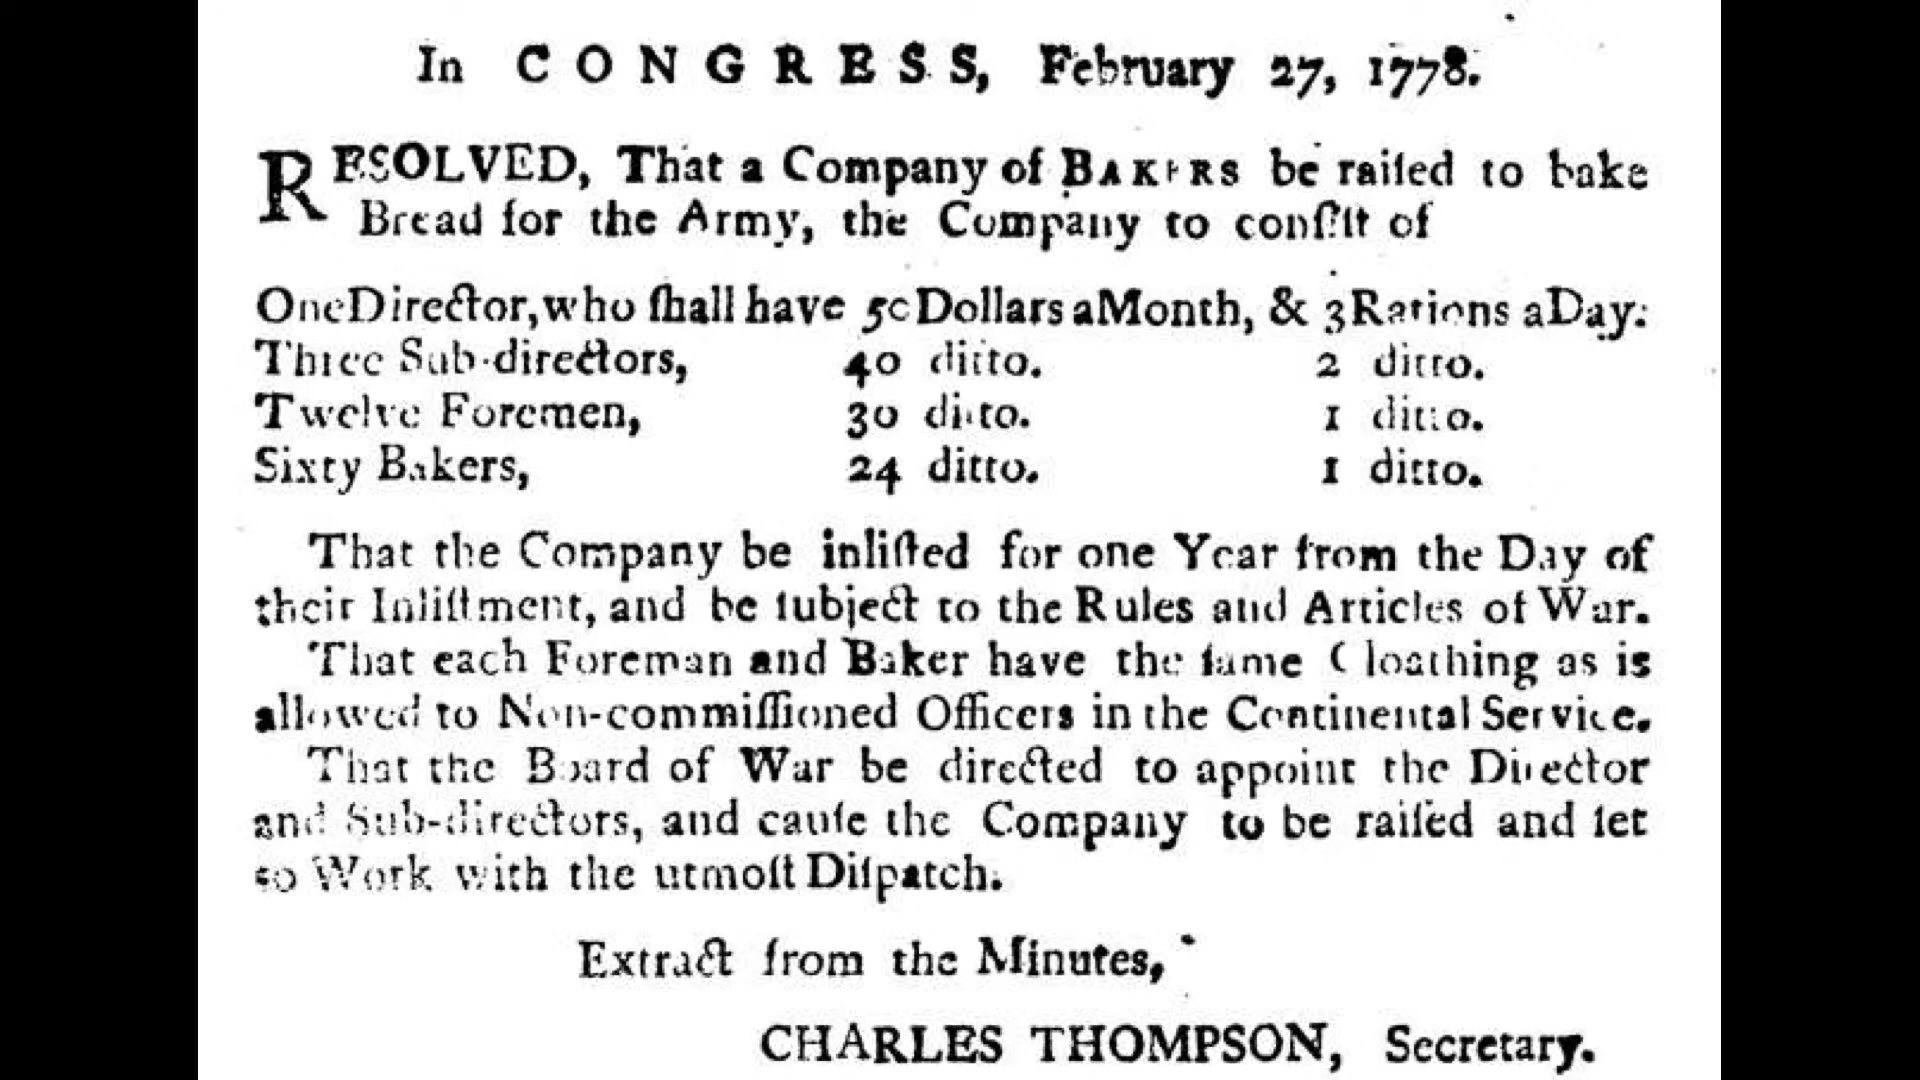 In CONGRESS, February 27, 1778.
RESOLVED, That a Company of BAKERS be raiſed to bake
Bread for the Army, the Company to conſiſt of
One Director, who ſhall have 50 Dollars a Month, & 3 Rations a Day.
Three Sub-directors, 40 ditto. 2 ditto.
Twelve Foremen, 30 ditto. 1 ditto.
Sixty Bakers, 24 ditto. 1 ditto.
That the Company be inliſted for one Year from the Day of
their Inliſtment, and be ſubject to the Rules and Articles of War.
That each Foreman and Baker have the ſame Cloathing as is
allowed to Non-commiſſioned Officers in the Continental Service.
That the Board of War be directed to appoint the Director
and Sub-directors, and cauſe the Company to be raiſed and ſet
to Work with the utmoſt Diſpatch.
Extract from the Minutes,
CHARLES THOMPSON, Secretary.